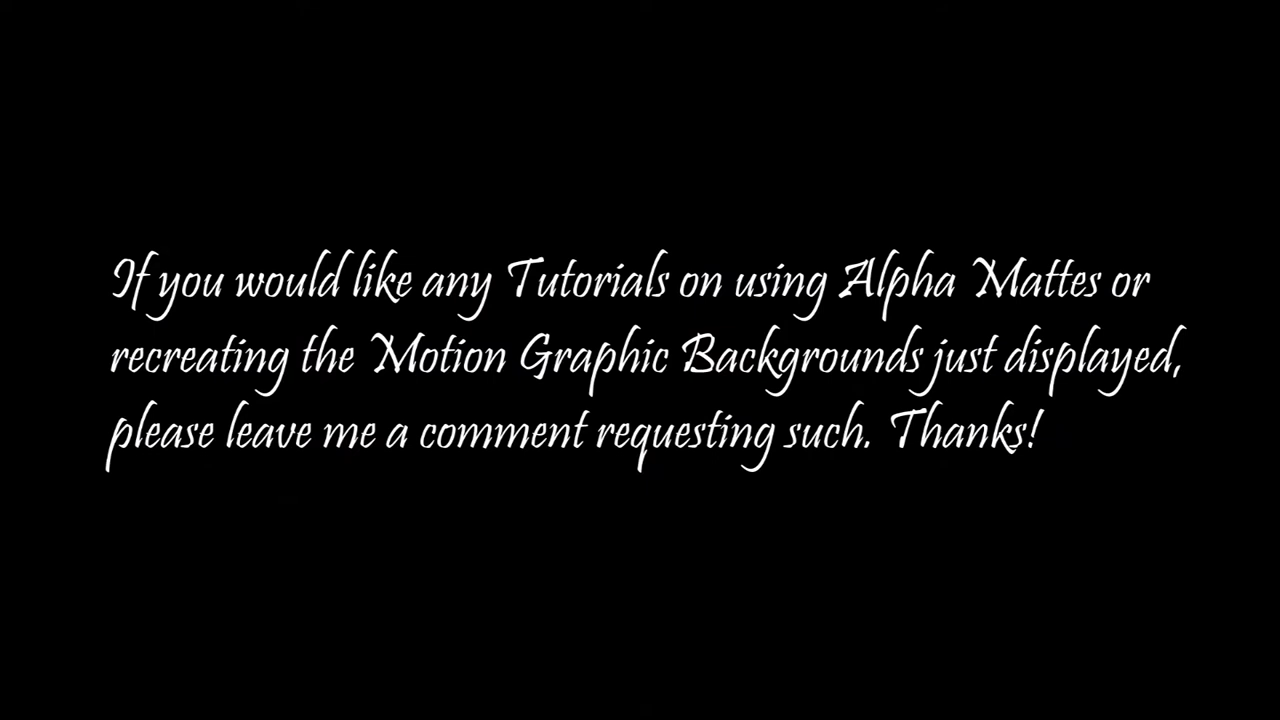 If you would like any Tutorials on using Alpha Mattes or
recreating the Motion Graphic Backgrounds just displayed,
please leave me a comment requesting such. Thanks!